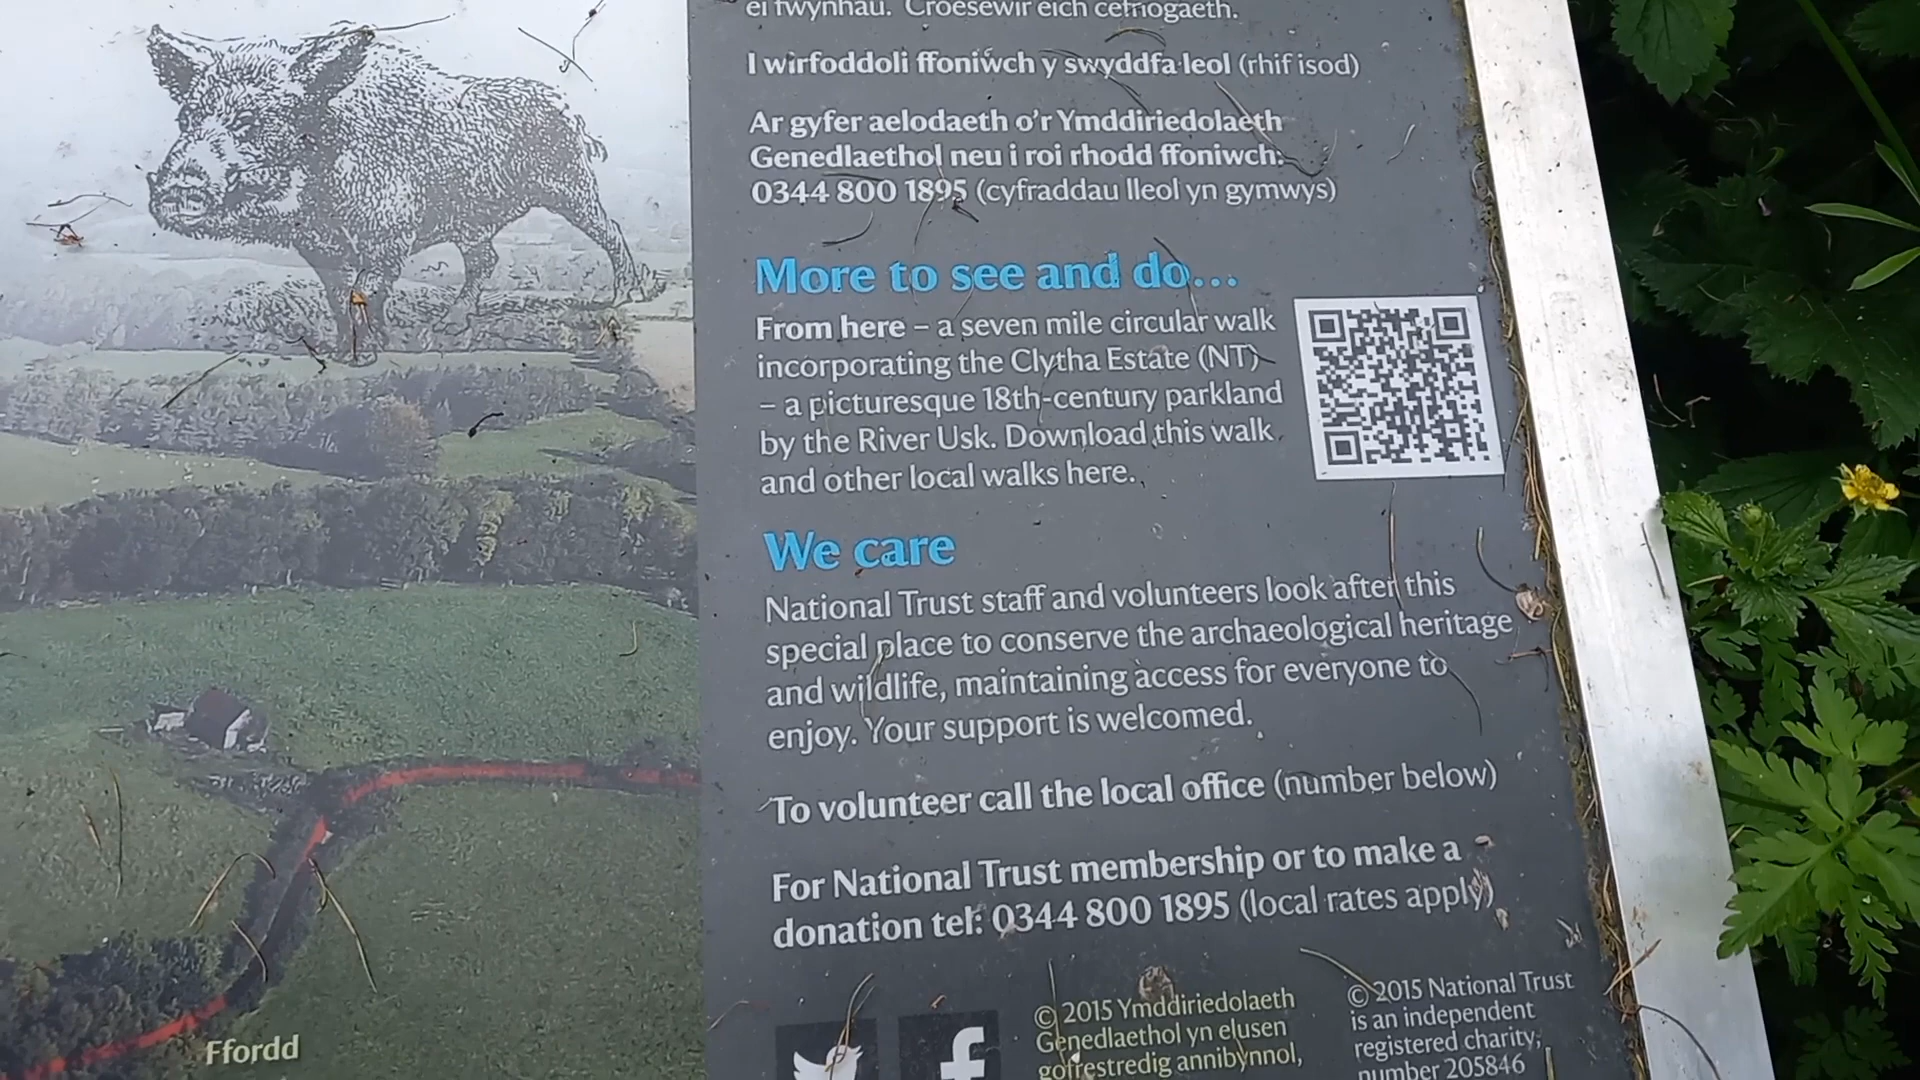 ei fwynhau. Croesewir eich cefnogaeth.
I wirfoddoli ffoniwch y swyddfa leol (rhif isod)
Ar gyfer aelodaeth o'r Ymddiriedolaeth
Genedlaethol neu i roi rhodd ffoniwch:
0344 800 1895 (cyfraddau lleol yn gymwys)
More to see and do...
From here – a seven mile circular walk
incorporating the Clytha Estate (NT)
– a picturesque 18th-century parkland
by the River Usk. Download this walk
and other local walks here.
We care
National Trust staff and volunteers look after this
special place to conserve the archaeological heritage
and wildlife, maintaining access for everyone to
enjoy. Your support is welcomed.
To volunteer call the local office (number below)
For National Trust membership or to make a
donation tel: 0344 800 1895 (local rates apply)
© 2015 Ymddiriedolaeth
Genedlaethol yn elusen
gofrestredig annibynnol,
© 2015 National Trust
is an independent
registered charity,
number 205846
Ffordd